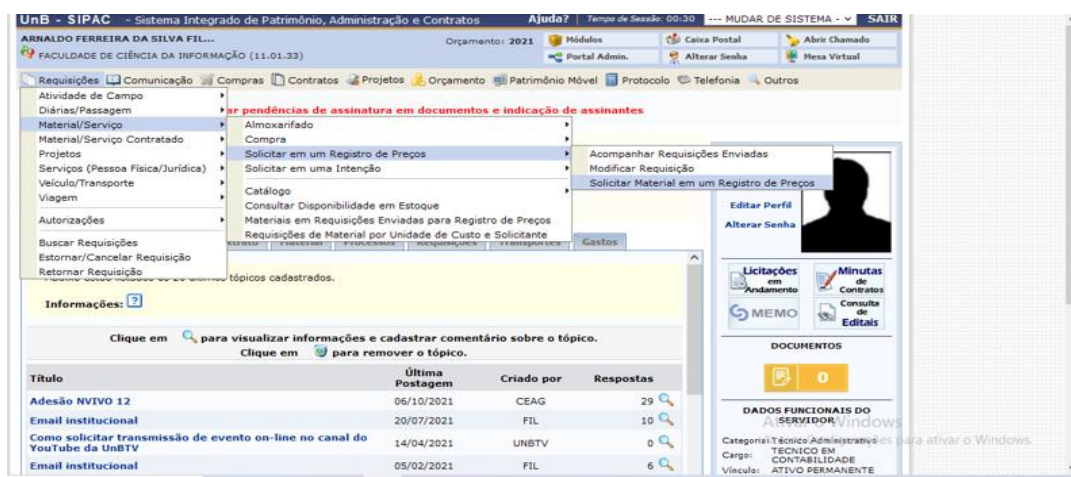 UnB - SIPAC - Sistema Integrado de Patrimônio, Administração e Contratos Ajuda? Tempo de Sessão: 00:30 --- MUDAR DE SISTEMA - SAIR
ARNALDO FERREIRA DA SILVA FIL... Orçamento: 2021 Módulos Caixa Postal Abrir Chamado
FACULDADE DE CIÊNCIA DA INFORMAÇÃO (11.01.33) Portal Admin. Alterar Senha Mesa Virtual
Requisições Comunicação Compras Contratos Projetos Orçamento Patrimônio Móvel Protocolo Telefonia Outros
Atividade de Campo
Diárias/Passagem
Material/Serviço
Material/Serviço Contratado
Projetos
Serviços (Pessoa Física/Jurídica)
Veículo/Transporte
Viagem
Autorizações
Buscar Requisições
Estornar/Cancelar Requisição
Retornar Requisição
ar pendências de assinatura em documentos e indicação de assinantes
Almoxarifado
Compra
Solicitar em um Registro de Preços
Solicitar em uma Intenção
Catálogo
Consultar Disponibilidade em Estoque
Materiais em Requisições Enviadas para Registro de Preços
Requisições de Material por Unidade de Custo e Solicitante
Acompanhar Requisições Enviadas
Modificar Requisição
Solicitar Material em um Registro de Preços
Editar Perfil
Alterar Senha
Material Processos Requisições Transportes Gastos
últimos tópicos cadastrados.
Informações: ?
Clique em para visualizar informações e cadastrar comentário sobre o tópico.
Clique em para remover o tópico.
Título Última Postagem Criado por Respostas
Adesão NVIVO 12 06/10/2021 CEAG 29
Email institucional 20/07/2021 FIL 10
Como solicitar transmissão de evento on-line no canal do
YouTube da UnBTV 14/04/2021 UNBTV 0
Email institucional 05/02/2021 FIL 6
Licitações em Andamento
Minutas de Contratos
MEMO
Consulta de Editais
DOCUMENTOS
0
DADOS FUNCIONAIS DO
SERVIDOR
Categoria: Técnico Administrativo
Cargo: TECNICO EM
CONTABILIDADE
Vínculo: ATIVO PERMANENTE
Windows
para ativar o Windows.